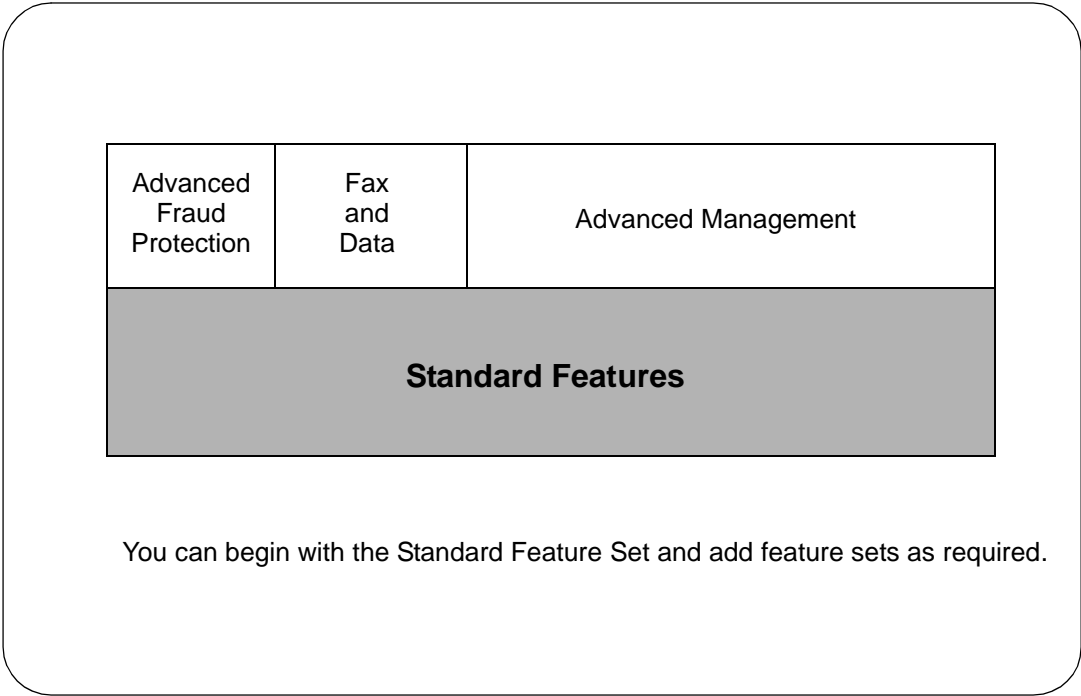 Advanced
Fraud
Protection
Fax
and
Data
Advanced Management
Standard Features
You can begin with the Standard Feature Set and add feature sets as required.